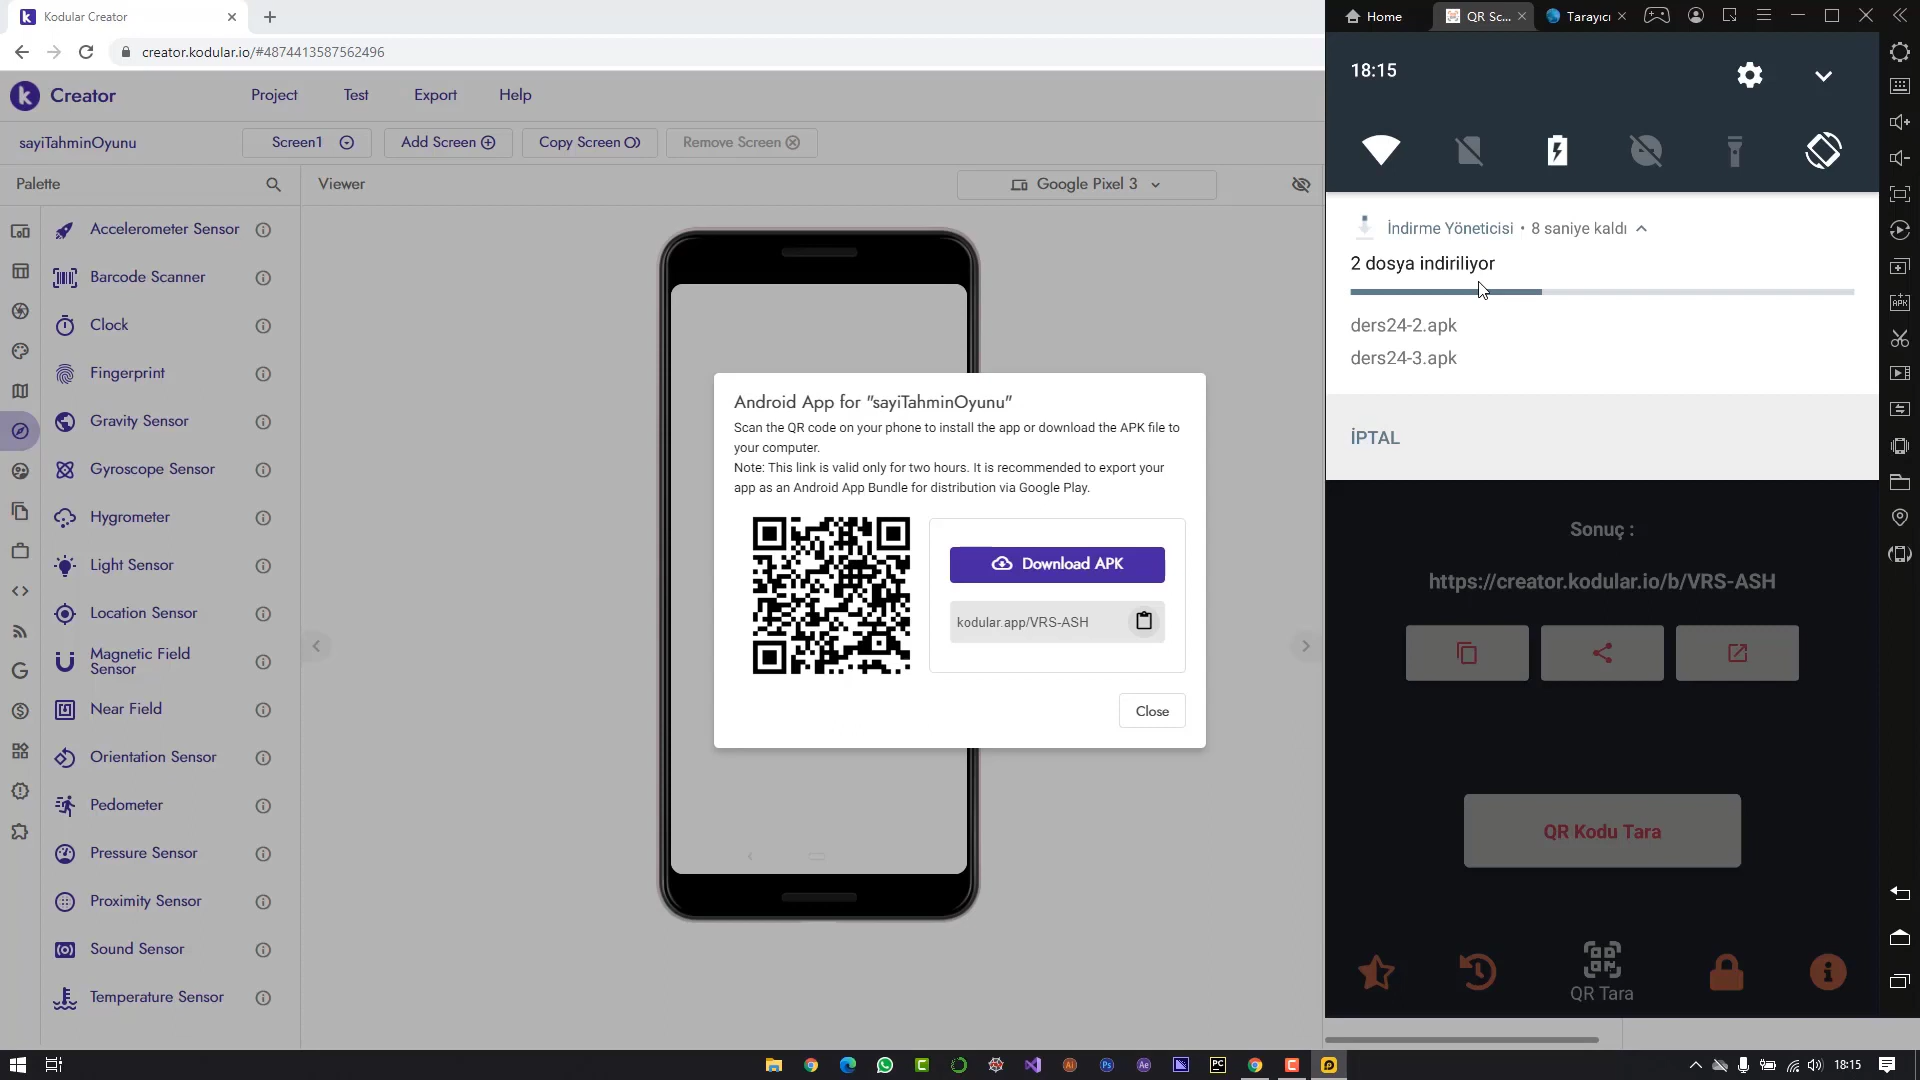 Kodular Creator
creator.kodular.io/#4874413587562496
Creator
Project
Test
Export
Help
sayiTahminOyunu
Screen1
Add Screen
Copy Screen
Remove Screen
Palette
Viewer
Google Pixel 3
Accelerometer Sensor
Barcode Scanner
Clock
Fingerprint
Gravity Sensor
Gyroscope Sensor
Hygrometer
Light Sensor
Location Sensor
Magnetic Field
Sensor
Near Field
Orientation Sensor
Pedometer
Pressure Sensor
Proximity Sensor
Sound Sensor
Temperature Sensor
Android App for "sayiTahminOyunu"
Scan the QR code on your phone to install the app or download the APK file to
your computer.
Note: This link is valid only for two hours. It is recommended to export your
app as an Android App Bundle for distribution via Google Play.
Download APK
kodular.app/VRS-ASH
Close
Home
QR Sc...
Tarayıcı
18:15
İndirme Yöneticisi • 8 saniye kaldı
2 dosya indiriliyor
ders24-2.apk
ders24-3.apk
İPTAL
Sonuç :
https://creator.kodular.io/b/VRS-ASH
QR Kodu Tara
QR Tara
APK
Ai
Ps
Ae
PC
18:15